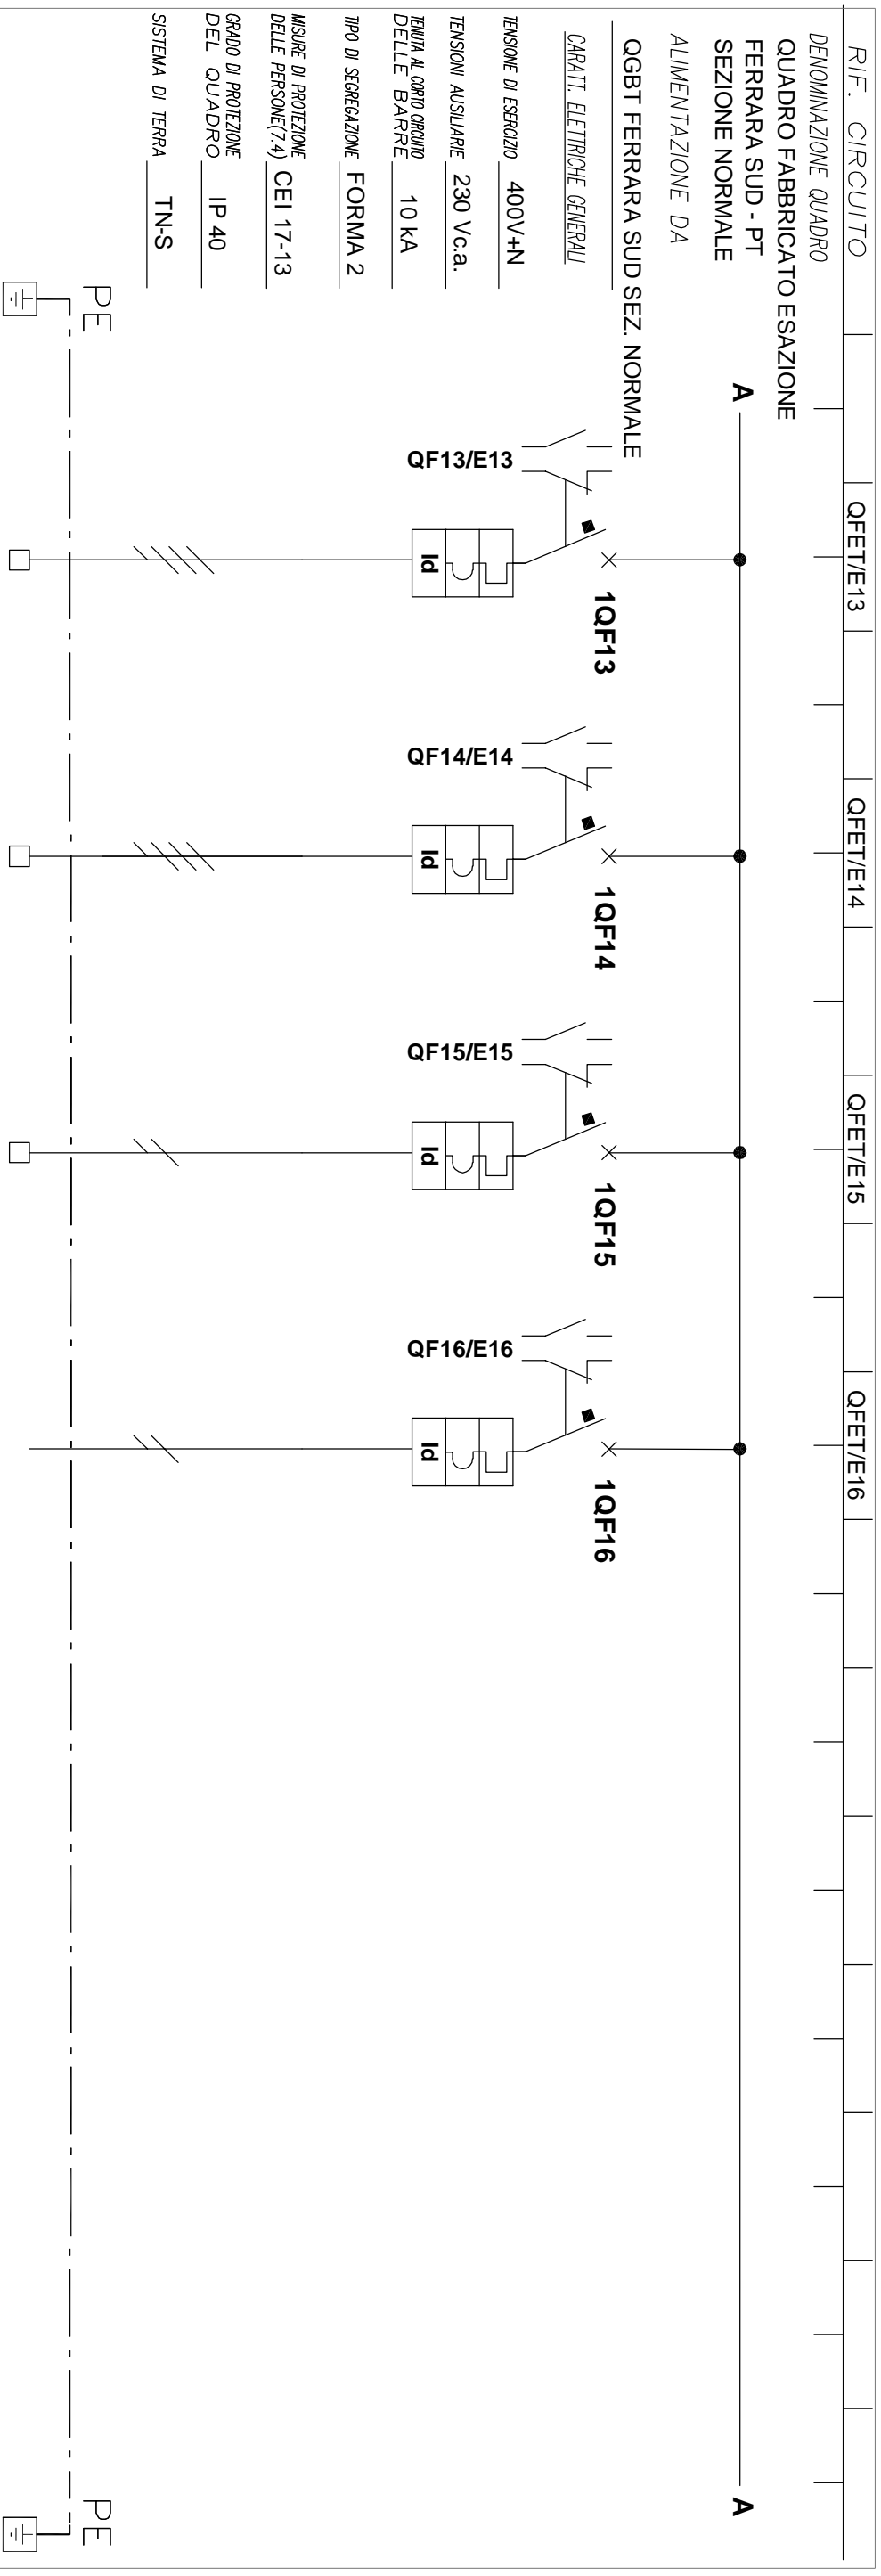 RIF. CIRCUITO
QFET/E13
QFET/E14
QFET/E15
QFET/E16
DENOMINAZIONE QUADRO
QUADRO FABBRICATO ESAZIONE
FERRARA SUD - PT
SEZIONE NORMALE
ALIMENTAZIONE DA
QGBT FERRARA SUD SEZ. NORMALE
CARATT. ELETTRICHE GENERALI
TENSIONE DI ESERCIZIO 400V+N
TENSIONI AUSILIARIE 230 Vc.a.
TENUTA AL CORTO CIRCUITO
DELLE BARRE 10 kA
TIPO DI SEGREGAZIONE FORMA 2
MISURE DI PROTEZIONE
DELLE PERSONE(7.4) CEI 17-13
GRADO DI PROTEZIONE
DEL QUADRO IP 40
SISTEMA DI TERRA TN-S
A
A
1QF13
1QF14
1QF15
1QF16
QF13/E13
QF14/E14
QF15/E15
QF16/E16
Id
Id
Id
Id
PE
PE